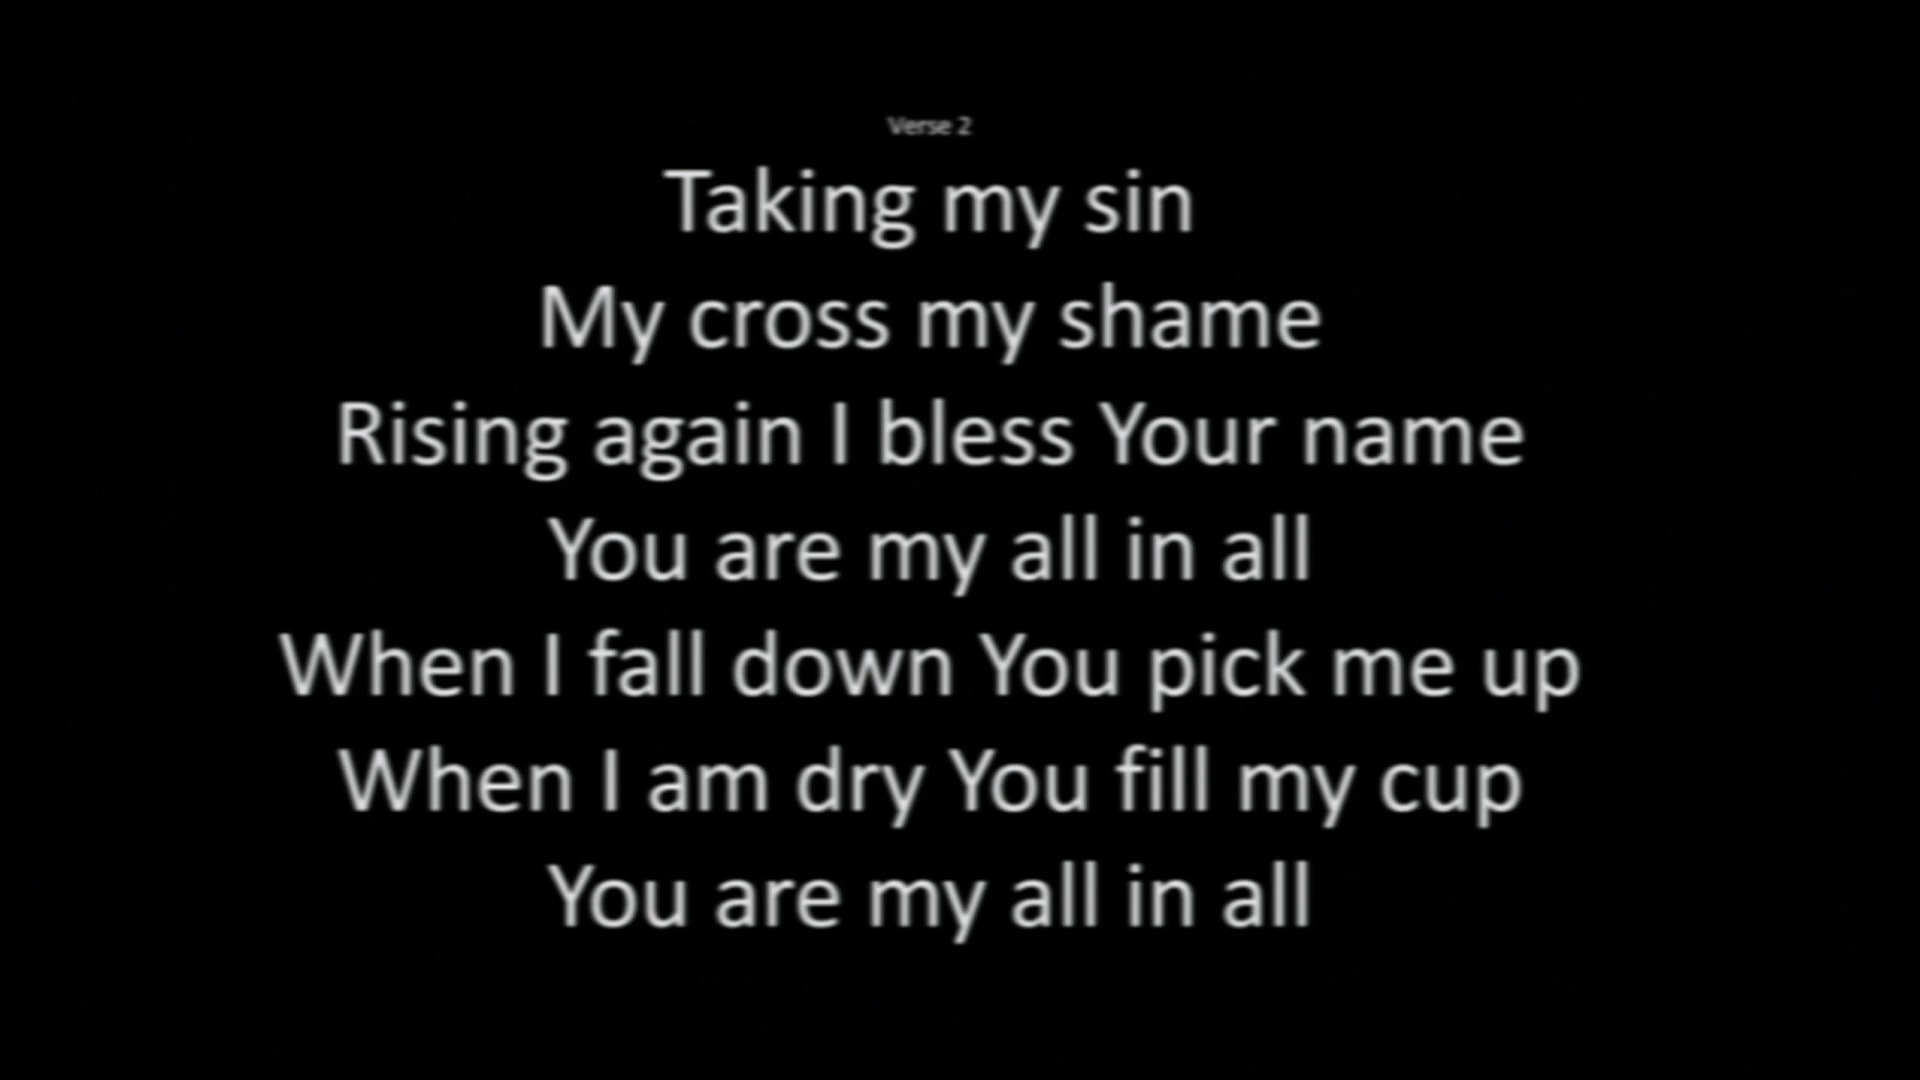 Verse 2
Taking my sin
My cross my shame
Rising again I bless Your name
You are my all in all
When I fall down You pick me up
When I am dry You fill my cup
You are my all in all